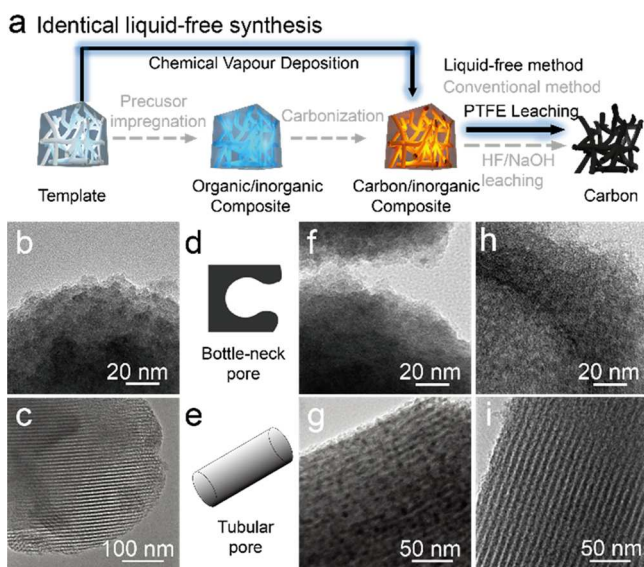 a Identical liquid-free synthesis
Chemical Vapour Deposition
Liquid-free method
Conventional method
Precusor
impregnation
Carbonization
PTFE Leaching
HF/NaOH
leaching
Template
Organic/inorganic
Composite
Carbon/inorganic
Composite
Carbon
b
20 nm
d
Bottle-neck
pore
f
20 nm
h
20 nm
c
100 nm
e
Tubular
pore
g
50 nm
i
50 nm